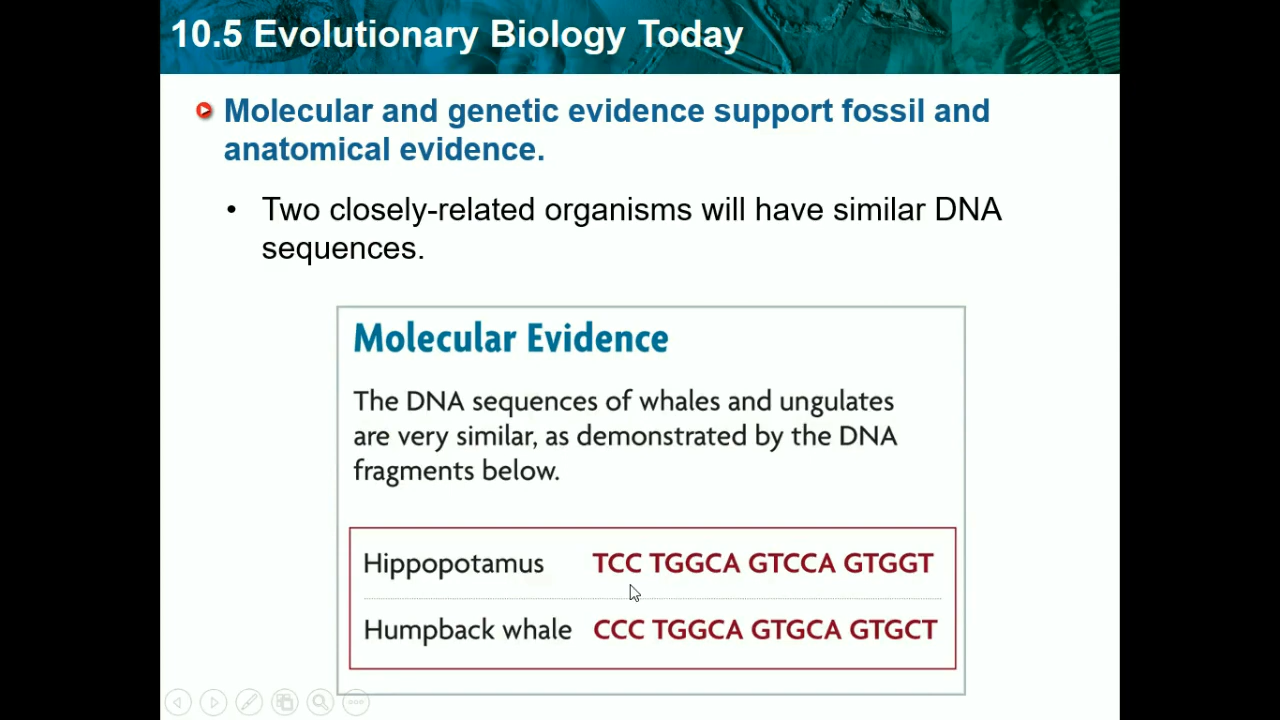 10.5 Evolutionary Biology Today
Molecular and genetic evidence support fossil and
anatomical evidence.
• Two closely-related organisms will have similar DNA
sequences.
Molecular Evidence
The DNA sequences of whales and ungulates
are very similar, as demonstrated by the DNA
fragments below.
Hippopotamus TCC TGGCA GTCCA GTGGT
Humpback whale CCC TGGCA GTGCA GTGCT